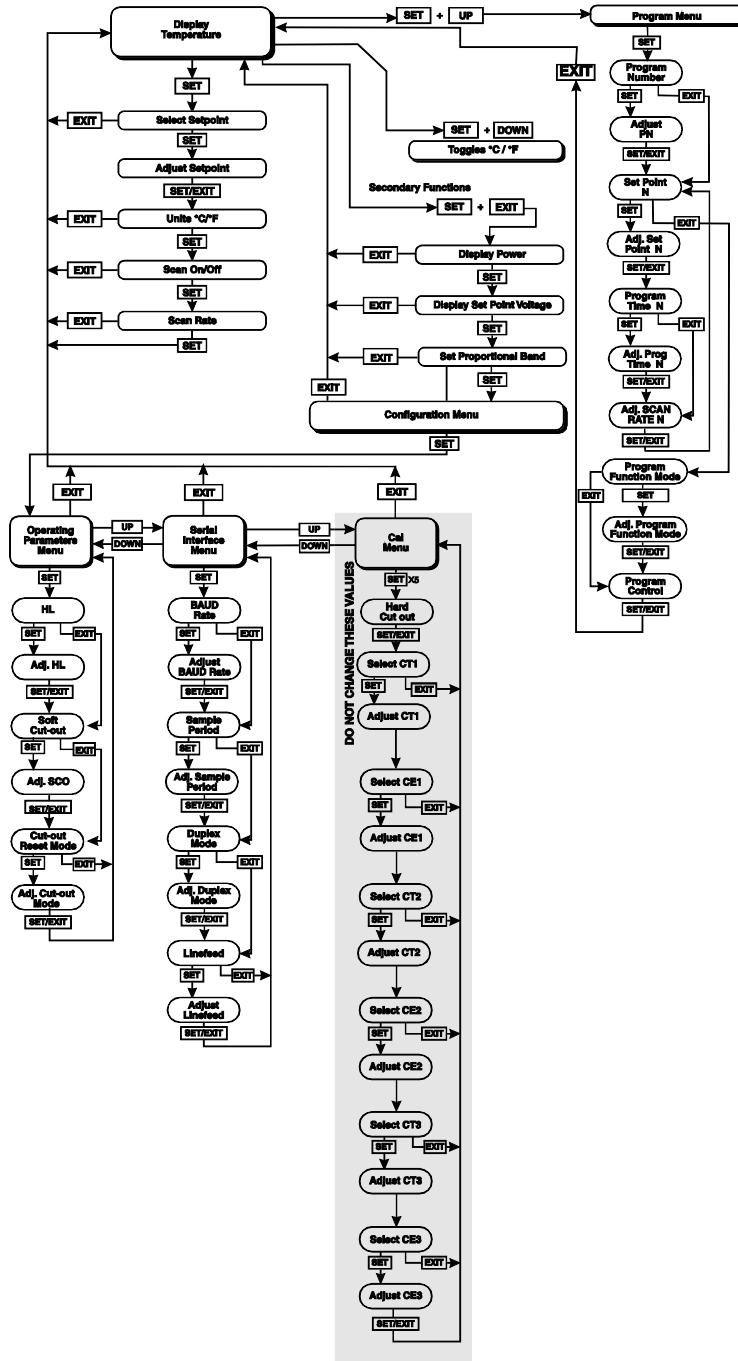 Display
Temperature
SET + UP
Program Menu
SET
EXIT
SET
EXIT
Select Setpoint
SET
Adjust Setpoint
SET/EXIT
EXIT
Units °C/°F
SET
EXIT
Scan On/Off
SET
EXIT
Scan Rate
SET
SET + DOWN
Toggles °C / °F
Secondary Functions
SET + EXIT
Display Power
EXIT
SET
EXIT
Display Set Point Voltage
SET
EXIT
Set Proportional Band
SET
EXIT
Configuration Menu
SET
Program
Number
SET
EXIT
Adjust
PN
SET/EXIT
Set Point
N
SET
EXIT
Adj. Set
Point N
SET/EXIT
Program
Time N
SET
EXIT
Adj. Prog
Time N
SET/EXIT
Adj. SCAN
RATE N
SET/EXIT
Program
Function Mode
EXIT
SET
Adj. Program
Function Mode
SET/EXIT
Program
Control
SET/EXIT
EXIT
EXIT
EXIT
Operating
Parameters
Menu
UP
DOWN
Serial
Interface
Menu
UP
DOWN
Cal
Menu
SET
HL
SET
EXIT
Adj. HL
SET/EXIT
Soft
Cut-out
SET
EXIT
Adj. SCO
SET/EXIT
Cut-out
Reset Mode
SET
EXIT
Adj. Cut-out
Mode
SET/EXIT
SET
BAUD
Rate
SET
EXIT
Adjust
BAUD Rate
SET/EXIT
Sample
Period
SET
EXIT
Adj. Sample
Period
SET/EXIT
Duplex
Mode
SET
EXIT
Adj. Duplex
Mode
SET/EXIT
Linefeed
SET
EXIT
Adjust
Linefeed
SET/EXIT
DO NOT CHANGE THESE VALUES
SET X5
Hard
Cut out
SET/EXIT
Select CT1
SET
EXIT
Adjust CT1
Select CE1
SET
EXIT
Adjust CE1
Select CT2
SET
EXIT
Adjust CT2
Select CE2
SET
EXIT
Adjust CE2
Select CT3
SET
EXIT
Adjust CT3
Select CE3
SET
EXIT
Adjust CE3
SET/EXIT